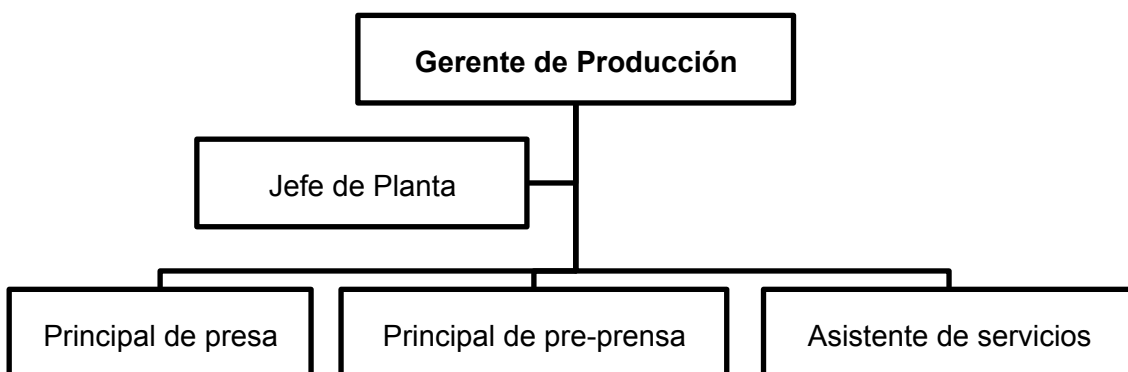 Gerente de Producción
Jefe de Planta
Principal de presa
Principal de pre-prensa
Asistente de servicios